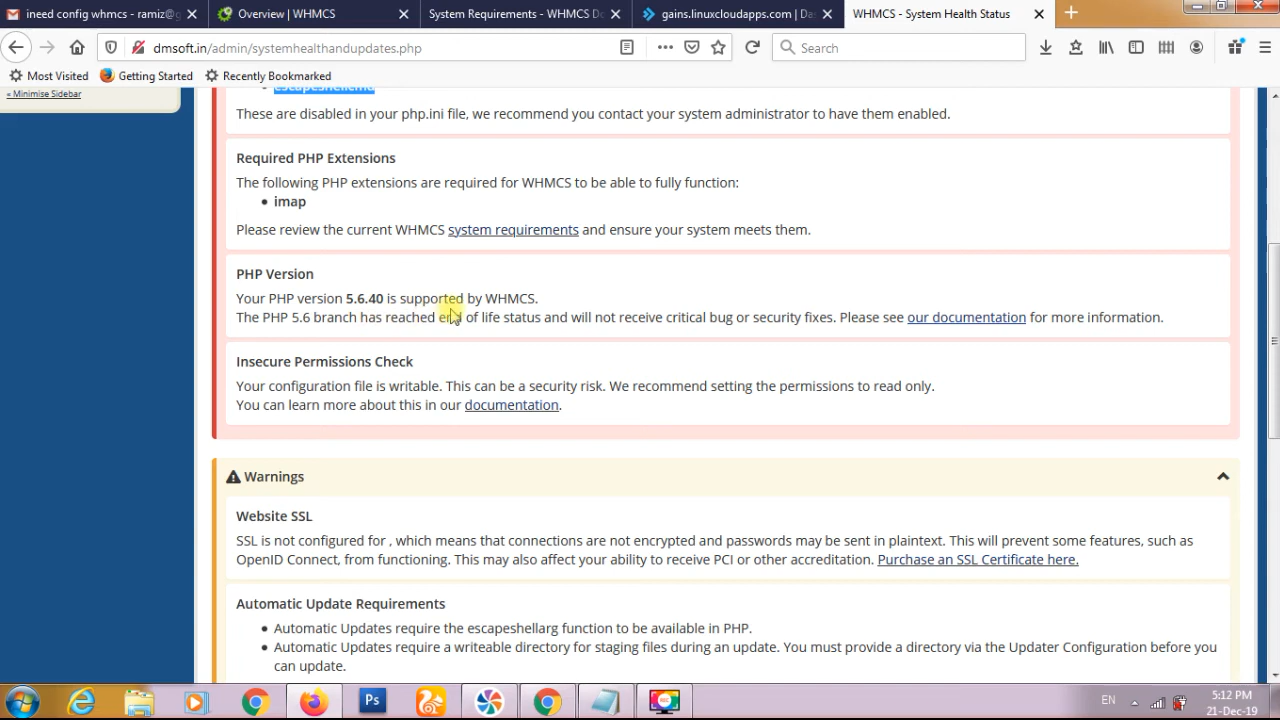 ineed config whmcs - ramiz@g
Overview | WHMCS
System Requirements - WHMCS Do
gains.linuxcloudapps.com | Das
WHMCS - System Health Status
dmsoft.in/admin/systemhealthandupdates.php
Search
Most Visited
Getting Started
Recently Bookmarked
« Minimise Sidebar
These are disabled in your php.ini file, we recommend you contact your system administrator to have them enabled.
Required PHP Extensions
The following PHP extensions are required for WHMCS to be able to fully function:
• imap
Please review the current WHMCS system requirements and ensure your system meets them.
PHP Version
Your PHP version 5.6.40 is supported by WHMCS.
The PHP 5.6 branch has reached end of life status and will not receive critical bug or security fixes. Please see our documentation for more information.
Insecure Permissions Check
Your configuration file is writable. This can be a security risk. We recommend setting the permissions to read only.
You can learn more about this in our documentation.
Warnings
Website SSL
SSL is not configured for , which means that connections are not encrypted and passwords may be sent in plaintext. This will prevent some features, such as
OpenID Connect, from functioning. This may also affect your ability to receive PCI or other accreditation. Purchase an SSL Certificate here.
Automatic Update Requirements
• Automatic Updates require the escapeshellarg function to be available in PHP.
• Automatic Updates require a writeable directory for staging files during an update. You must provide a directory via the Updater Configuration before you
can update.
Ps
EN
5:12 PM
21-Dec-19